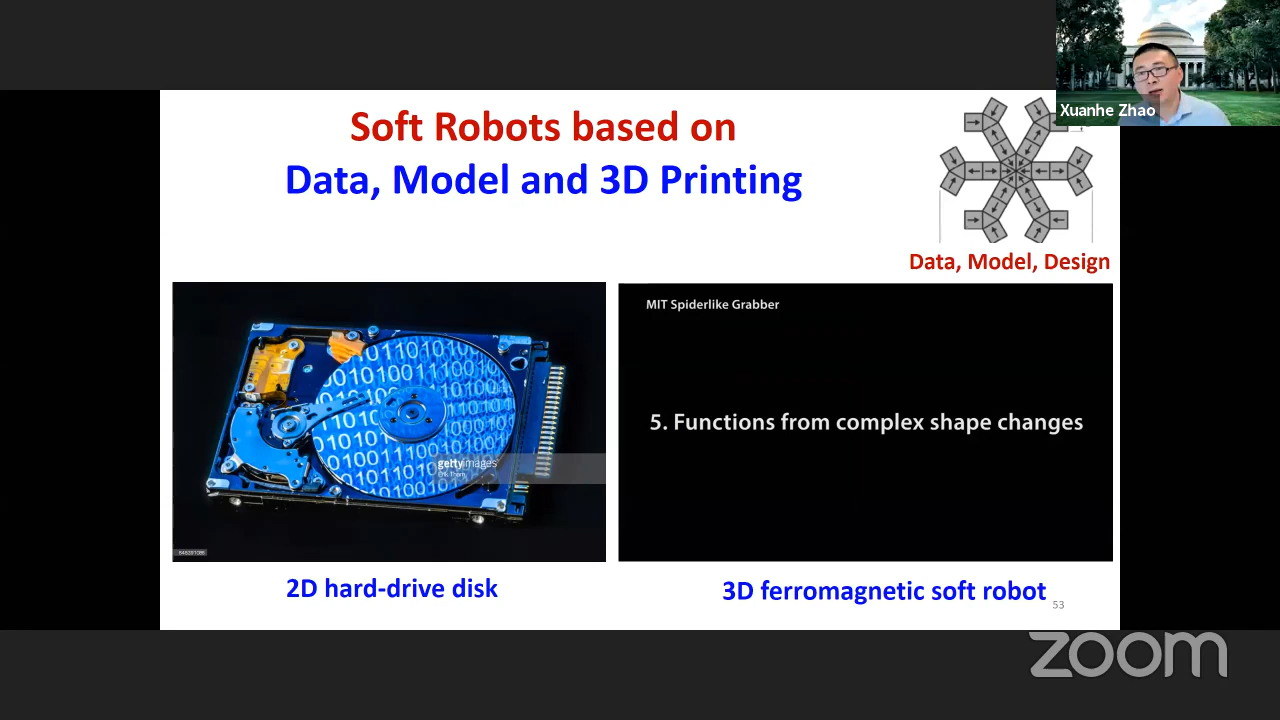 Xuanhe Zhao
Soft Robots based on
Data, Model and 3D Printing
Data, Model, Design
MIT Spiderlike Grabber
5. Functions from complex shape changes
gettyimages
2D hard-drive disk
3D ferromagnetic soft robot
53
zoom